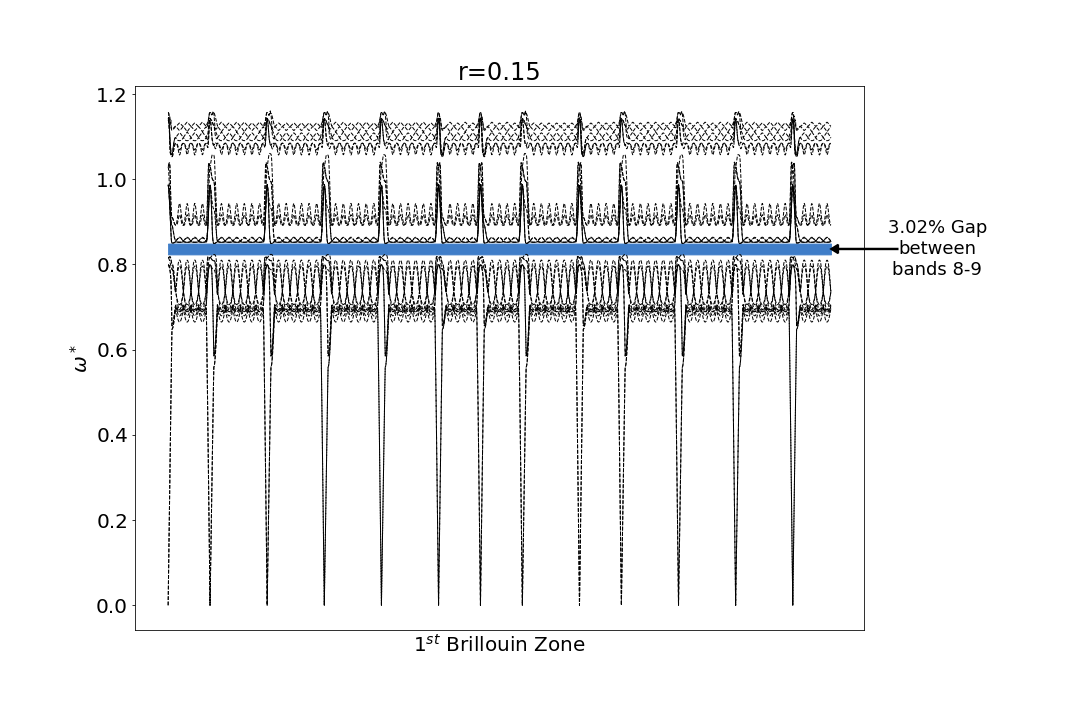 r=0.15
1.2
1.0
0.8
0.6
0.4
0.2
0.0
ω*
3.02% Gap
between
bands 8-9
1st Brillouin Zone